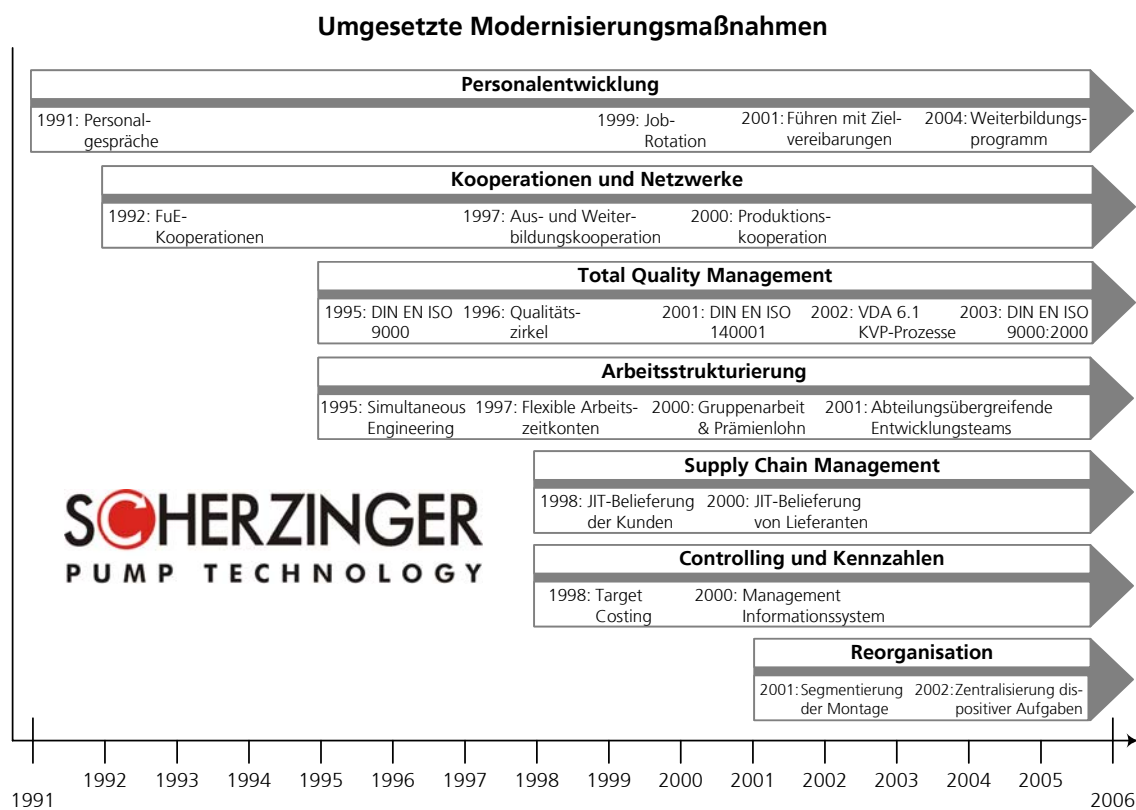 Umgesetzte Modernisierungsmaßnahmen
Personalentwicklung
1991: Personal-
gespräche
1999: Job-
Rotation
2001: Führen mit Ziel-
vereibarungen
2004: Weiterbildungs-
programm
Kooperationen und Netzwerke
1992: FuE-
Kooperationen
1997: Aus- und Weiter-
bildungskooperation
2000: Produktions-
kooperation
Total Quality Management
1995: DIN EN ISO
9000
1996: Qualitäts-
zirkel
2001: DIN EN ISO
140001
2002: VDA 6.1
KVP-Prozesse
2003: DIN EN ISO
9000:2000
Arbeitsstrukturierung
1995: Simultaneous
Engineering
1997: Flexible Arbeits-
zeitkonten
2000: Gruppenarbeit
& Prämienlohn
2001: Abteilungsübergreifende
Entwicklungsteams
Supply Chain Management
1998: JIT-Belieferung
der Kunden
2000: JIT-Belieferung
von Lieferanten
SCHERZINGER
PUMP TECHNOLOGY
Controlling und Kennzahlen
1998: Target
Costing
2000: Management
Informationssystem
Reorganisation
2001: Segmentierung
der Montage
2002: Zentralisierung dis-
positiver Aufgaben
1991
1992
1993
1994
1995
1996
1997
1998
1999
2000
2001
2002
2003
2004
2005
2006